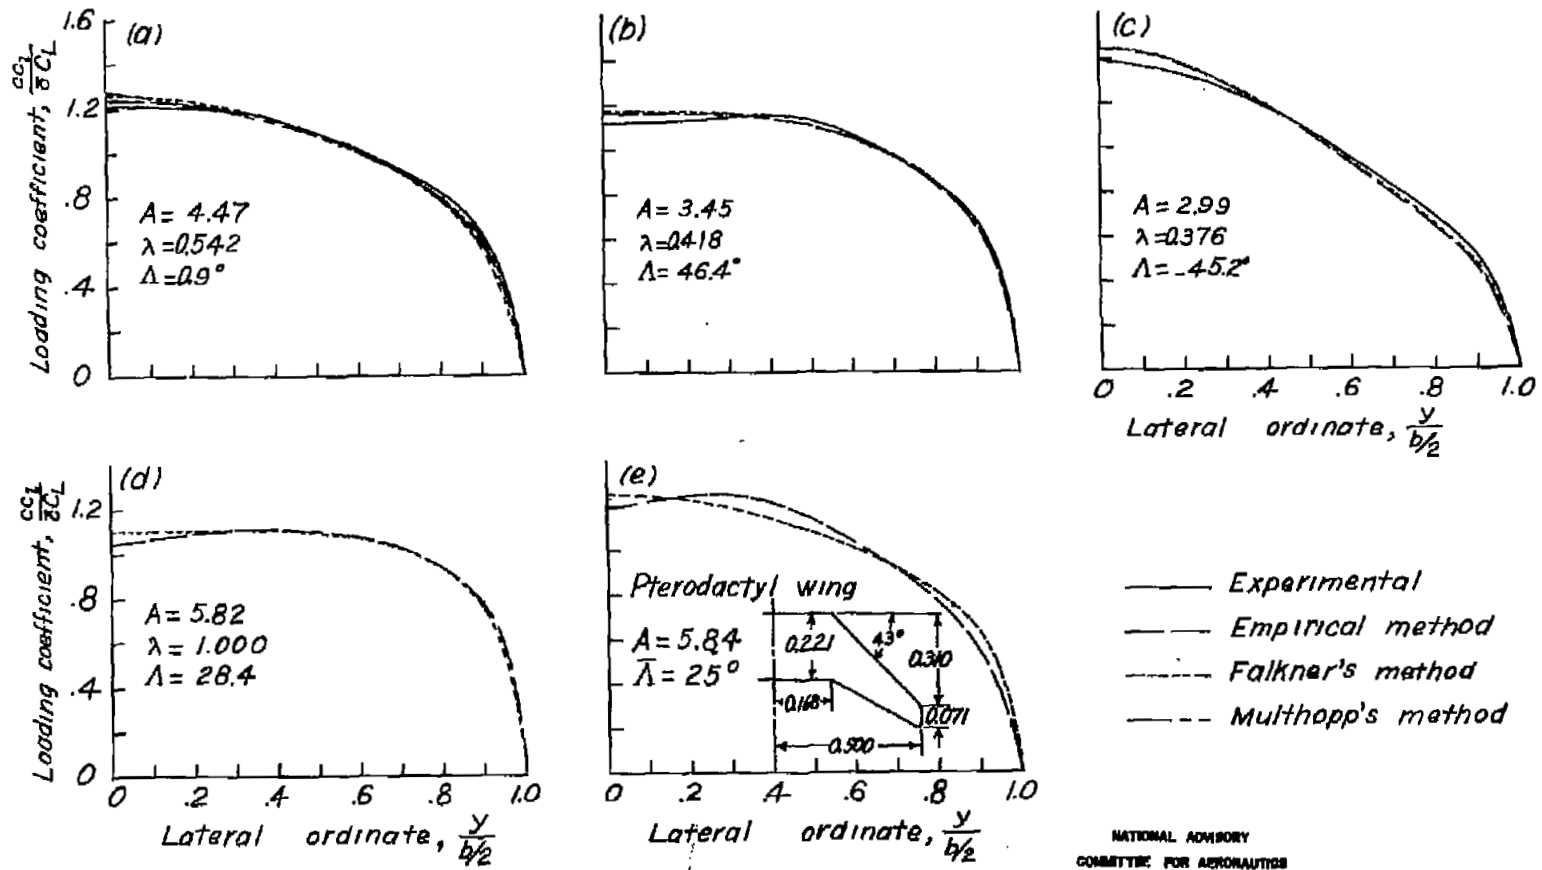 (a)
Loading coefficient, cc_l / c̄C_L
1.6
1.2
.8
.4
0
A = 4.47
λ =0.542
Λ =0.9°
(b)
A = 3.45
λ =0.418
Λ = 46.4°
(c)
A = 2.99
λ =0.376
Λ = -45.2°
0 .2 .4 .6 .8 1.0
Lateral ordinate, y / b/2
(d)
Loading coefficient, cc_l / c̄C_L
1.2
.8
.4
0
A = 5.82
λ = 1.000
Λ = 28.4
0 .2 .4 .6 .8 1.0
Lateral ordinate, y / b/2
(e)
Pterodactyl wing
A = 5.84
Λ̄ = 25°
0.221
43°
0.310
0.168
0.071
0.500
0 .2 .4 .6 .8 1.0
Lateral ordinate, y / b/2
Experimental
Empirical method
Falkner's method
Multhopp's method
NATIONAL ADVISORY
COMMITTEE FOR AERONAUTICS